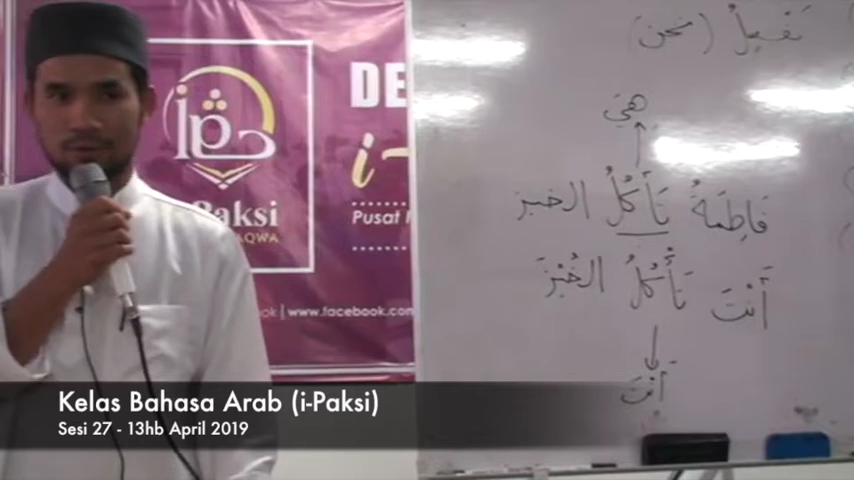 Paksi
AQWA
DE
i-
Pusat
www.facebook.com
نَفْعِلُ (نحن)
هِيَ
فَاطِمَةُ تَأْكُلُ الخبز
أَنْتَ تَأْكُلُ الخُبْزَ
أَنْتَ
Kelas Bahasa Arab (i-Paksi)
Sesi 27 - 13hb April 2019